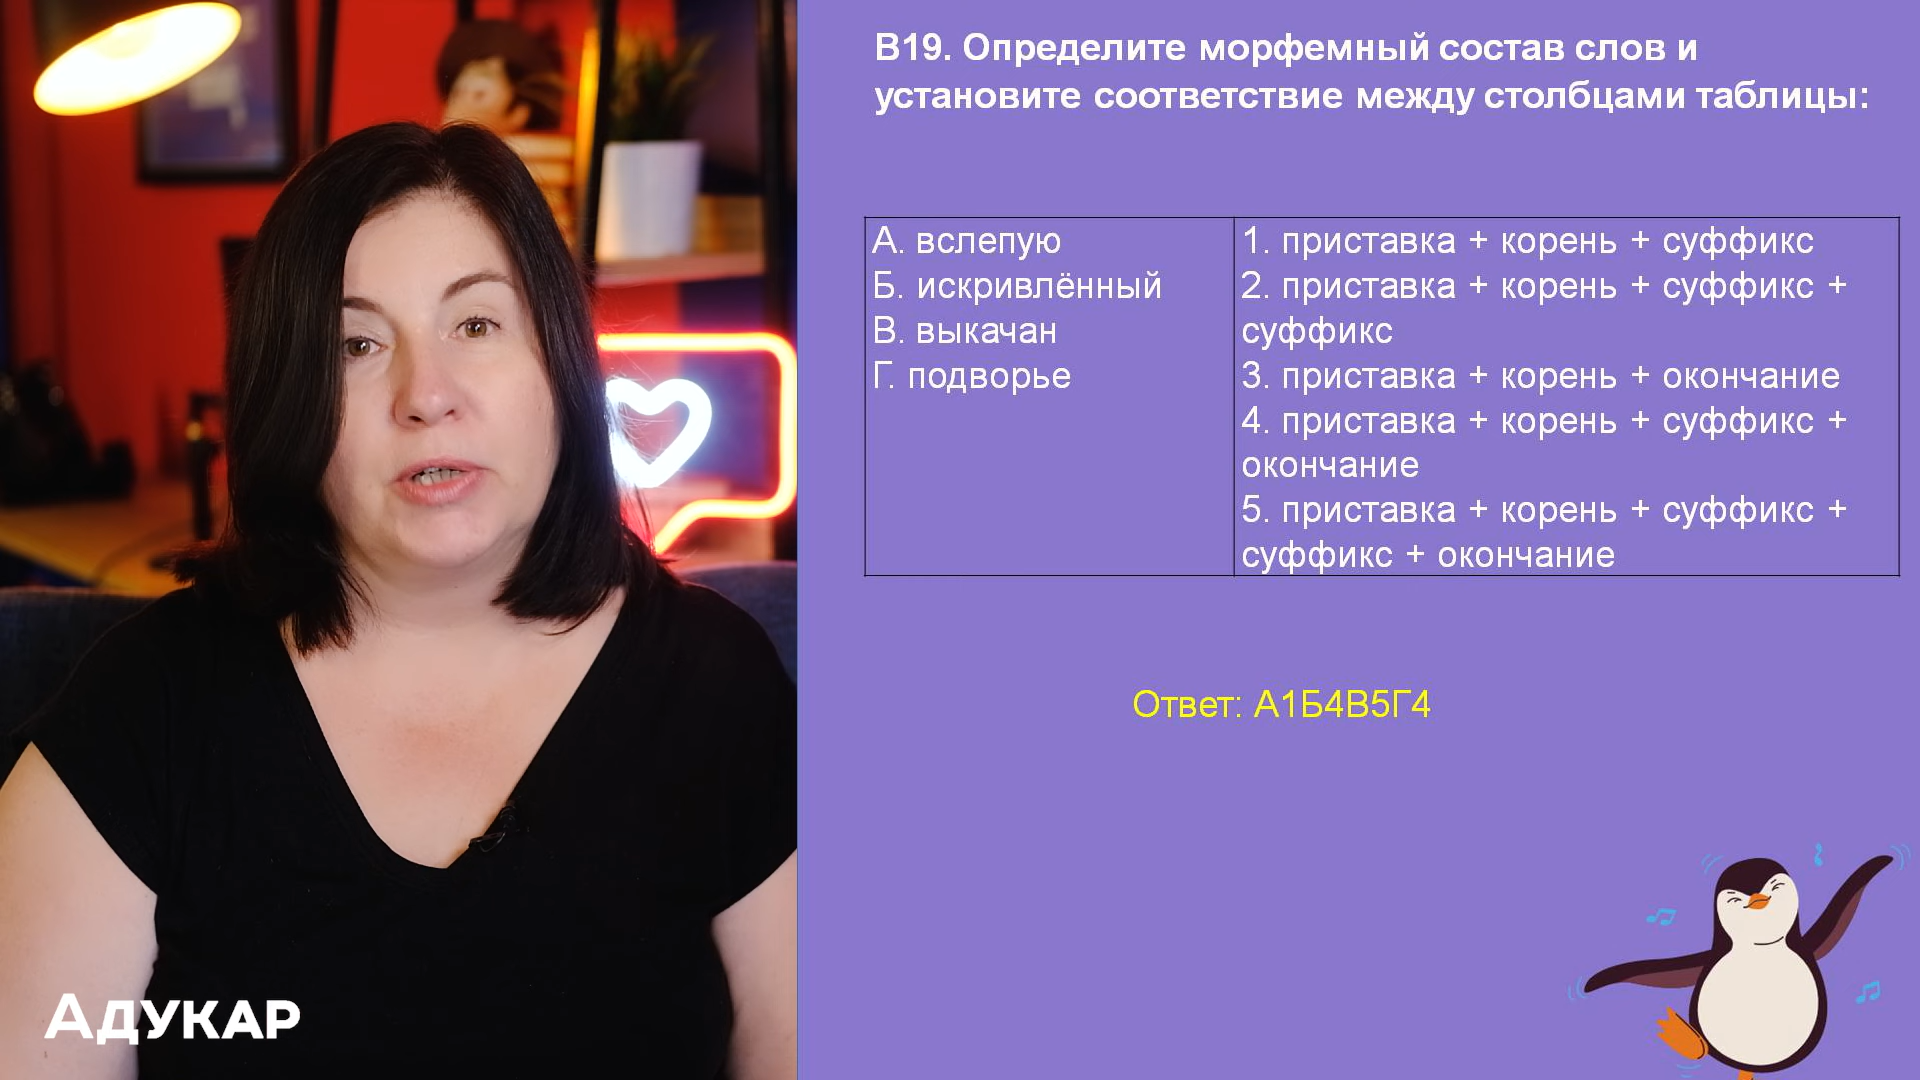 В19. Определите морфемный состав слов и
установите соответствие между столбцами таблицы:
А. вслепую
Б. искривлённый
В. выкачан
Г. подворье
1. приставка + корень + суффикс
2. приставка + корень + суффикс +
суффикс
3. приставка + корень + окончание
4. приставка + корень + суффикс +
окончание
5. приставка + корень + суффикс +
суффикс + окончание
Ответ: А1Б4В5Г4
АДУКАР